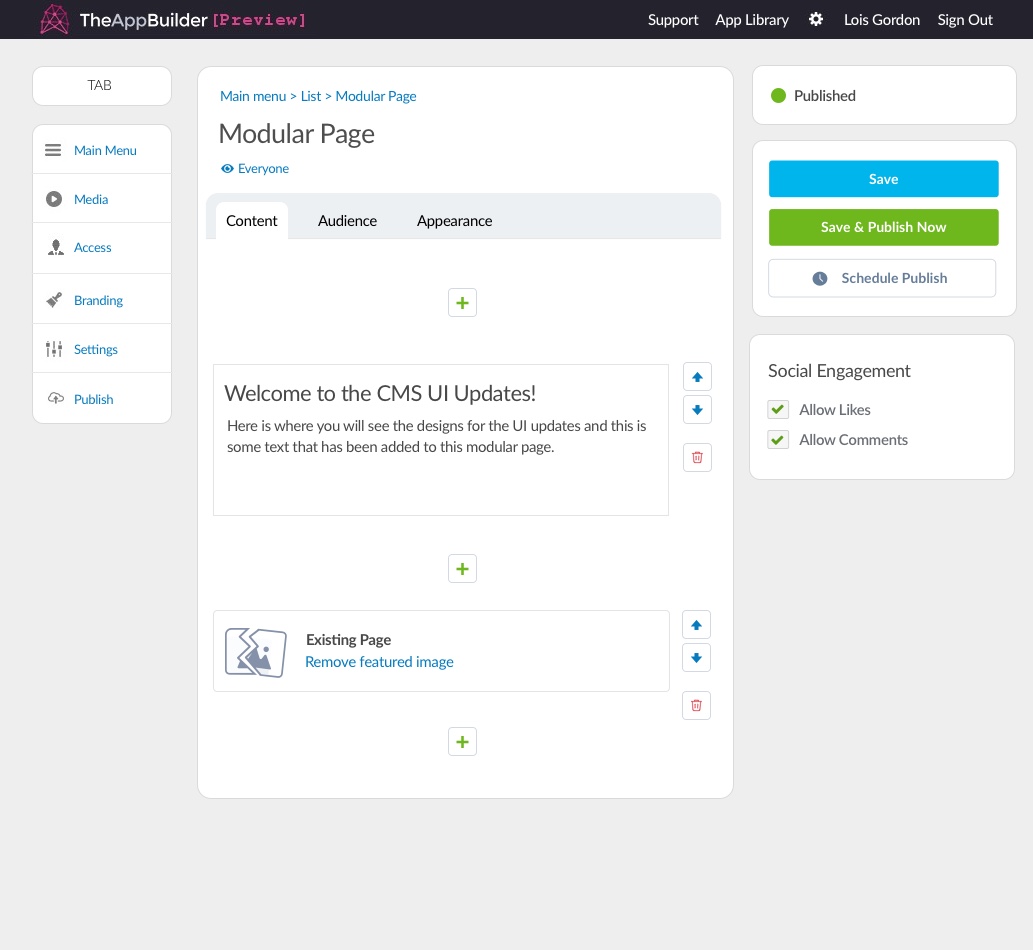 TheAppBuilder [Preview]
Support App Library Lois Gordon Sign Out
TAB
Main Menu
Media
Access
Branding
Settings
Publish
Main menu > List > Modular Page
Modular Page
Everyone
Content Audience Appearance
Welcome to the CMS UI Updates!
Here is where you will see the designs for the UI updates and this is
some text that has been added to this modular page.
Existing Page
Remove featured image
Published
Save
Save & Publish Now
Schedule Publish
Social Engagement
Allow Likes
Allow Comments